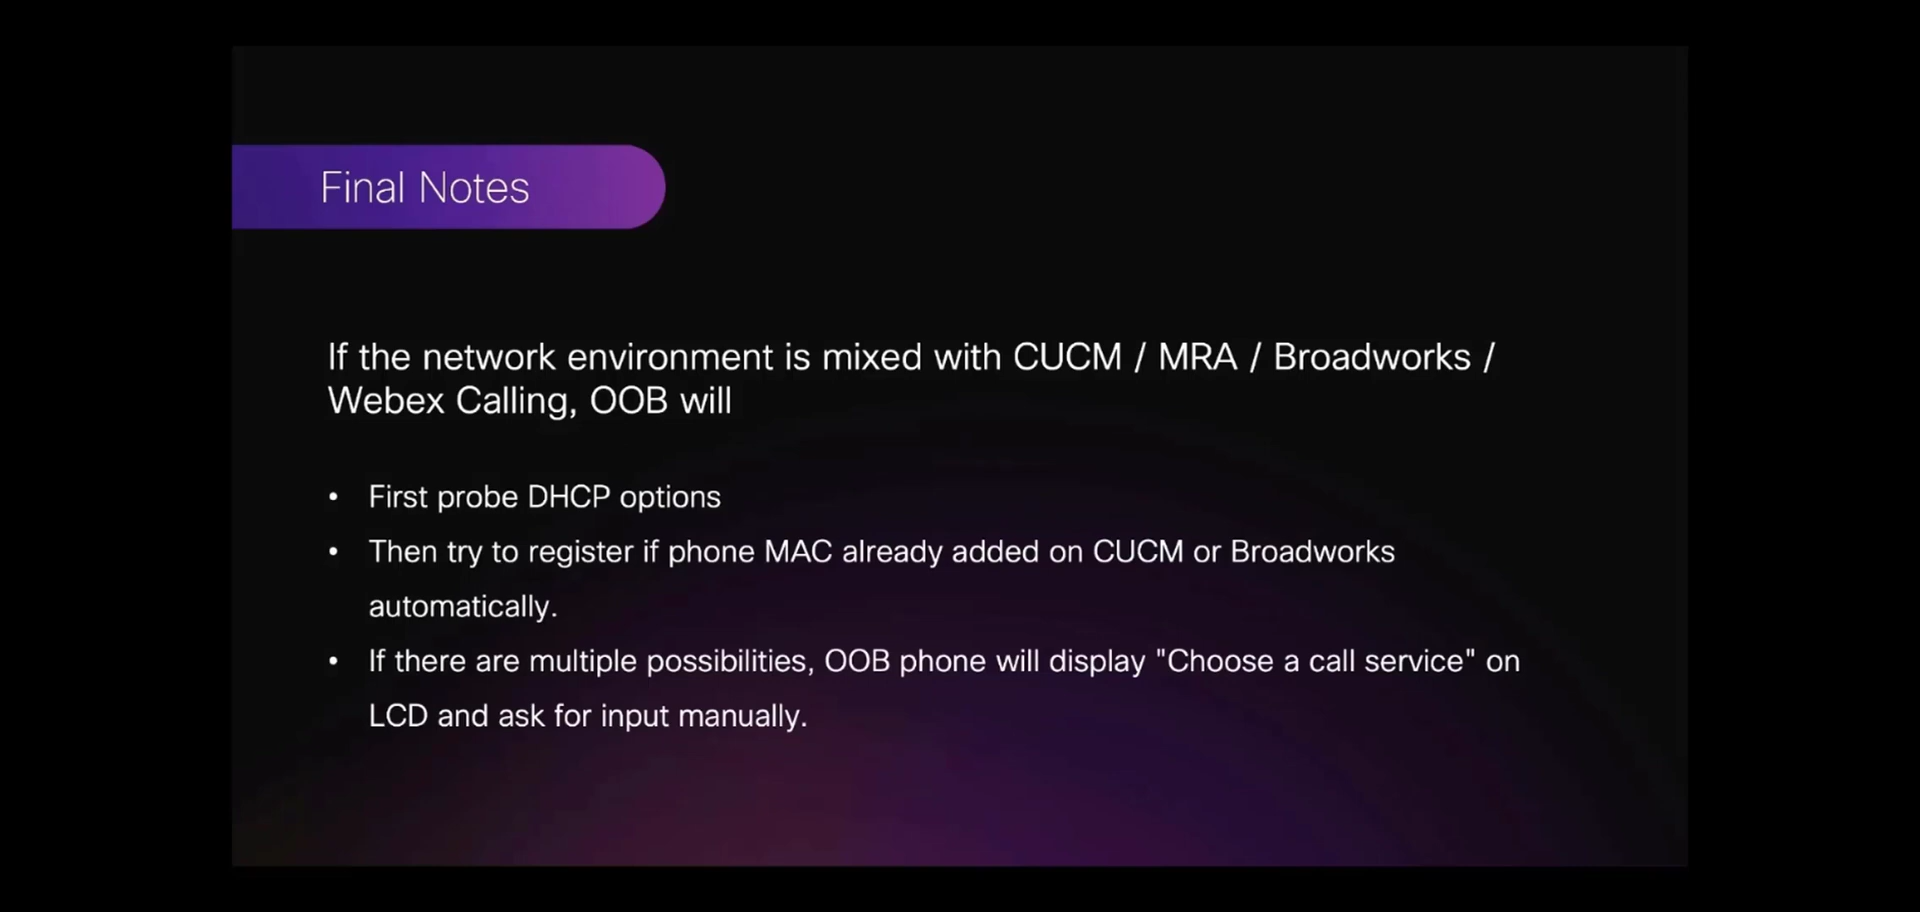 Final Notes
If the network environment is mixed with CUCM / MRA / Broadworks /
Webex Calling, OOB will
• First probe DHCP options
• Then try to register if phone MAC already added on CUCM or Broadworks
automatically.
• If there are multiple possibilities, OOB phone will display "Choose a call service" on
LCD and ask for input manually.